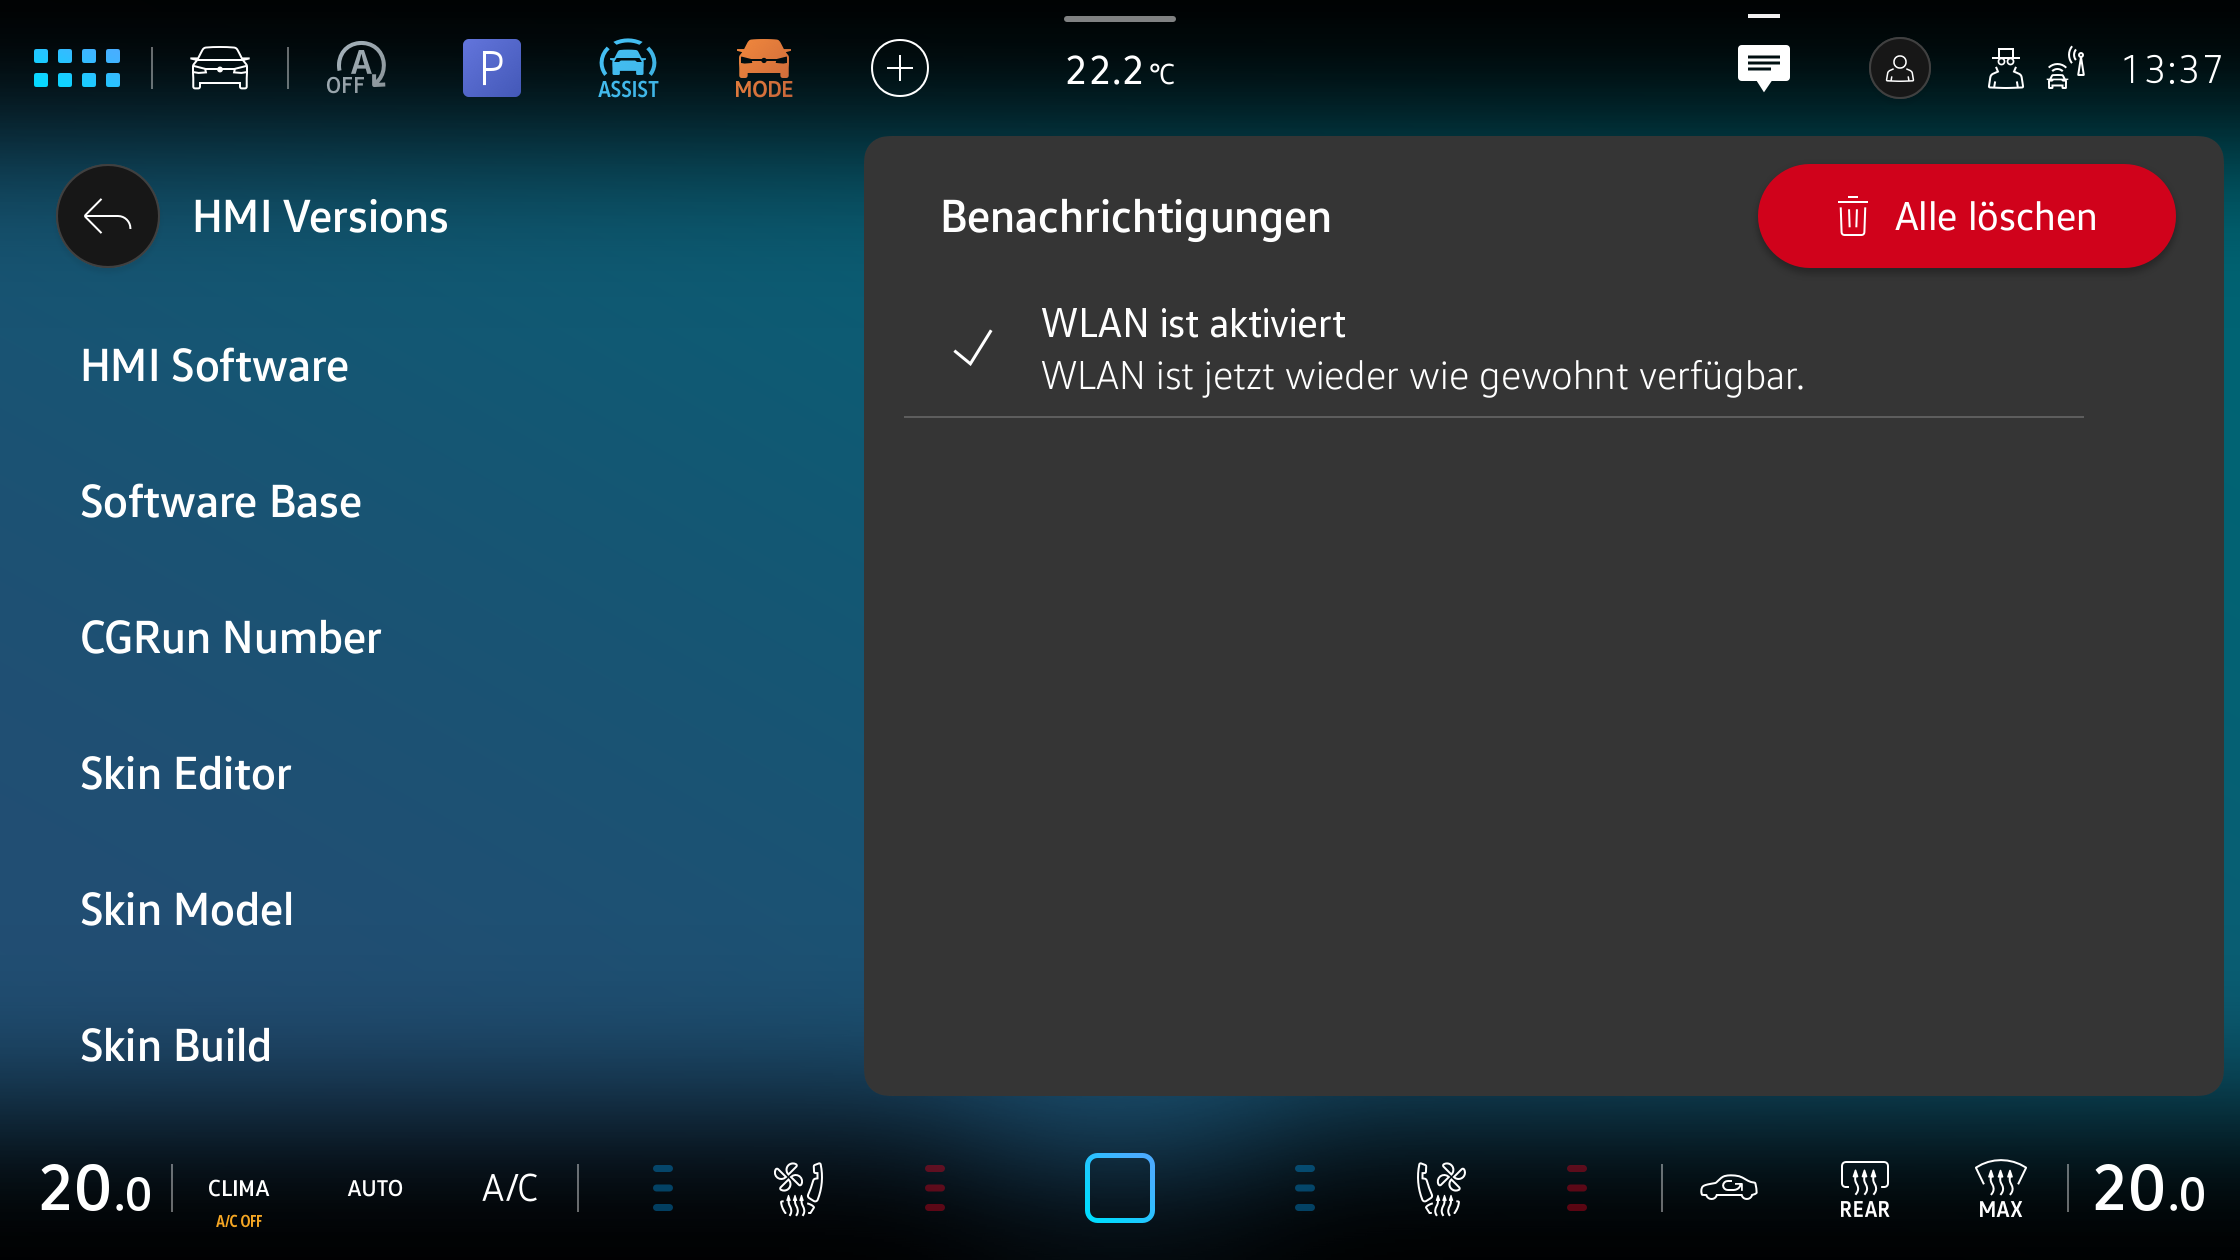 A
OFF
P
ASSIST
MODE
22.2 °C
13:37
HMI Versions
HMI Software
Software Base
CGRun Number
Skin Editor
Skin Model
Skin Build
Benachrichtigungen
Alle löschen
WLAN ist aktiviert
WLAN ist jetzt wieder wie gewohnt verfügbar.
20.0
CLIMA
A/C OFF
AUTO
A/C
REAR
MAX
20.0